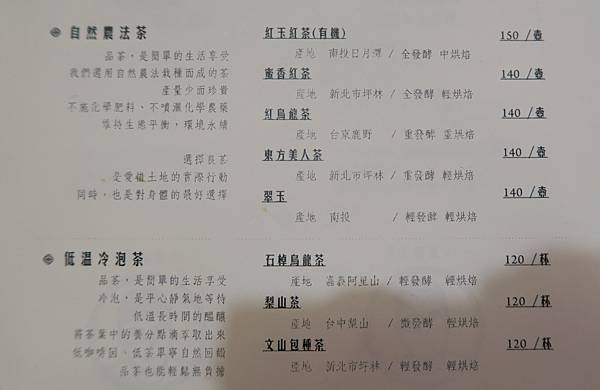 自然農法茶
品茶，是簡單的生活享受
我們選用自然農法栽種而成的茶
產量少而珍貴
不施化學肥料、不噴灑化學農藥
維持生態平衡，環境永續
選擇良茶
是愛惜土地的實際行動
同時，也是對身體的最好選擇
紅玉紅茶(有機) 150 /壺
產地 南投日月潭 / 全發酵 中烘焙
蜜香紅茶 140 /壺
產地 新北市坪林 / 全發酵 輕烘焙
紅烏龍茶 140 /壺
產地 台東鹿野 / 重發酵 重烘焙
東方美人茶 140 /壺
產地 新北市坪林 / 重發酵 輕烘焙
翠玉 140 /壺
產地 南投 / 輕發酵 輕烘焙
低溫冷泡茶
品茶，是簡單的生活享受
冷泡，是平心靜氣地等待
低溫長時間的醞釀
將茶葉中的養分點滴萃取出來
低咖啡因、低茶單寧自然回韻
品茶也能輕鬆無負擔
石棹烏龍茶 120 /杯
產地 嘉義阿里山 / 輕發酵 輕烘焙
梨山茶 120 /杯
產地 台中梨山 / 微發酵 輕烘焙
文山包種茶 120 /杯
產地 新北市坪林 / 輕發酵 輕烘焙